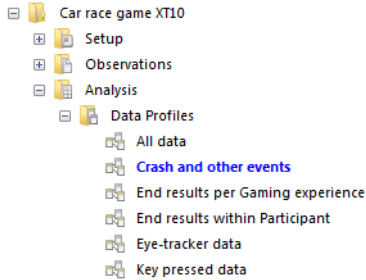 Car race game XT10
Setup
Observations
Analysis
Data Profiles
All data
Crash and other events
End results per Gaming experience
End results within Participant
Eye-tracker data
Key pressed data